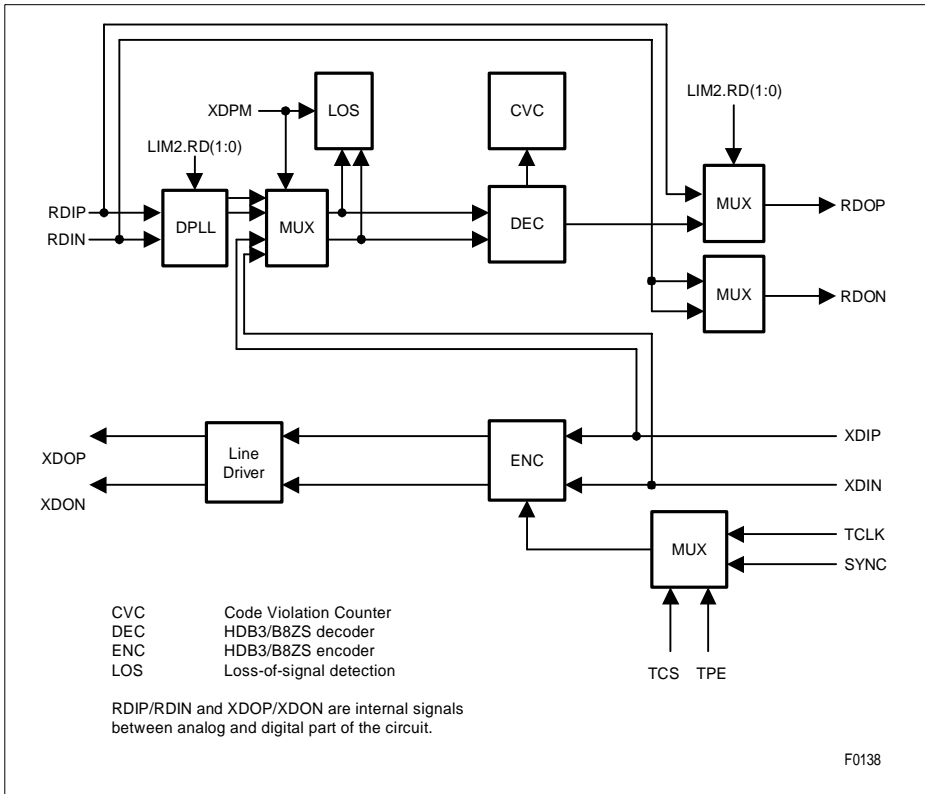 LIM2.RD(1:0)
XDPM
LOS
CVC
LIM2.RD(1:0)
RDIP
RDIN
DPLL
MUX
DEC
MUX
RDOP
MUX
RDON
XDOP
XDON
Line
Driver
ENC
XDIP
XDIN
MUX
TCLK
SYNC
TCS TPE
CVC Code Violation Counter
DEC HDB3/B8ZS decoder
ENC HDB3/B8ZS encoder
LOS Loss-of-signal detection
RDIP/RDIN and XDOP/XDON are internal signals
between analog and digital part of the circuit.
F0138